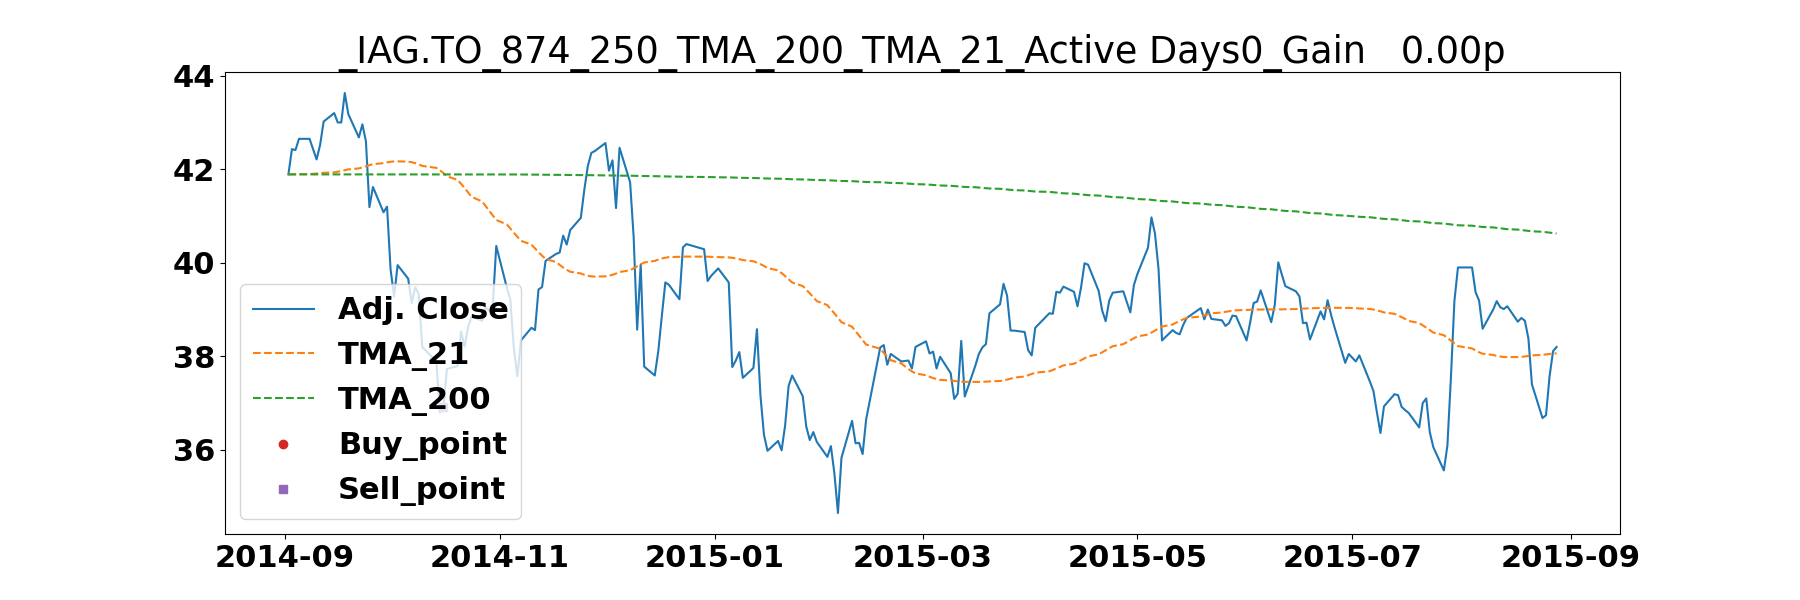 _IAG.TO_874_250_TMA_200_TMA_21_Active Days0_Gain   0.00p
44
42
40
38
36
Adj. Close
TMA_21
TMA_200
Buy_point
Sell_point
2014-09 2014-11 2015-01 2015-03 2015-05 2015-07 2015-09